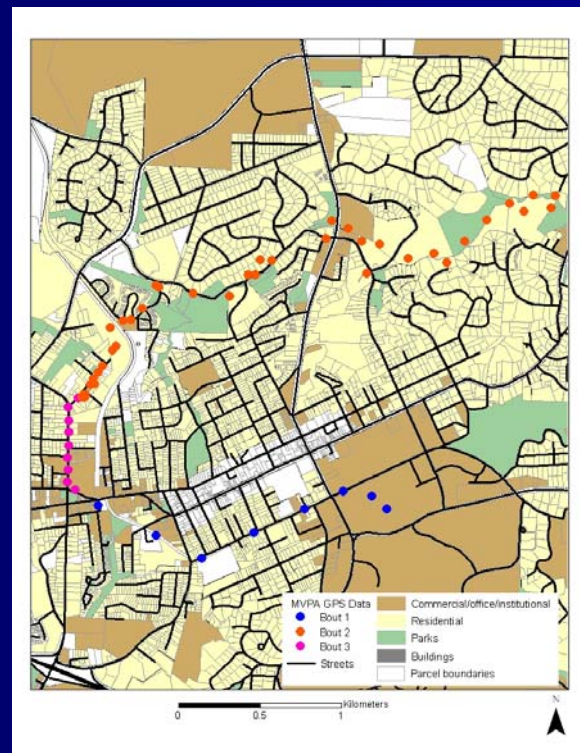 MVPA GPS Data
Bout 1
Bout 2
Bout 3
Streets
Commercial/office/institutional
Residential
Parks
Buildings
Parcel boundaries
Kilometers
0 0.5 1
N